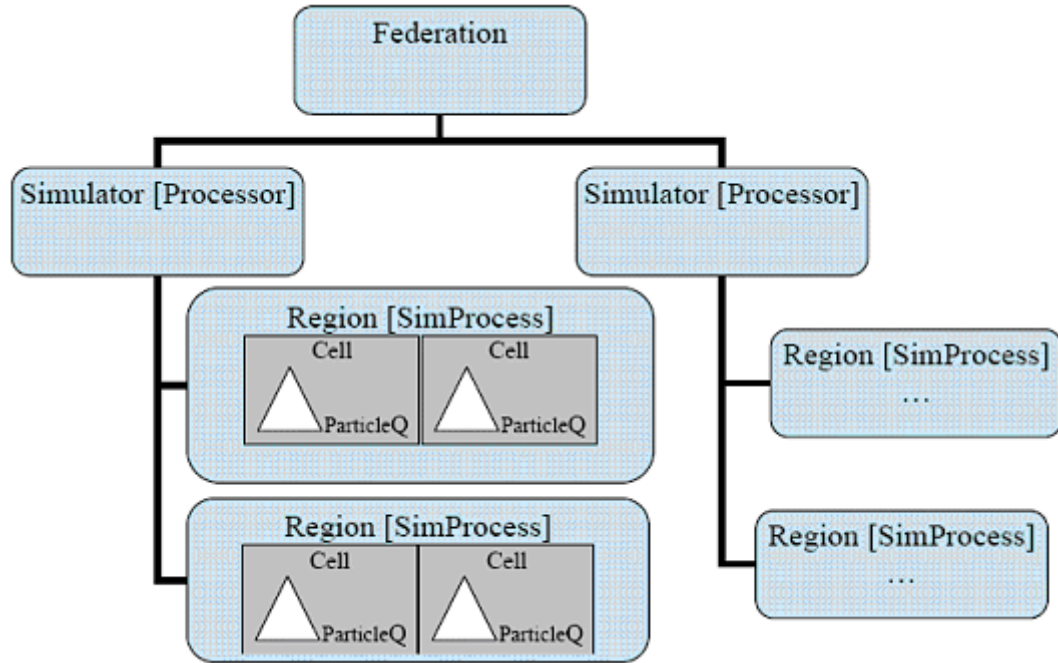 Federation
Simulator [Processor]
Simulator [Processor]
Region [SimProcess]
Cell
Cell
ParticleQ
ParticleQ
Region [SimProcess]
...
Region [SimProcess]
Cell
Cell
ParticleQ
ParticleQ
Region [SimProcess]
...